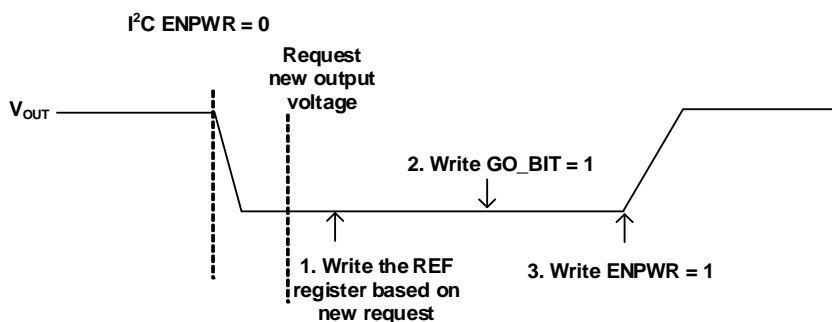 I²C ENPWR = 0
Request
new output
voltage
V_OUT
2. Write GO_BIT = 1
1. Write the REF
register based on
new request
3. Write ENPWR = 1